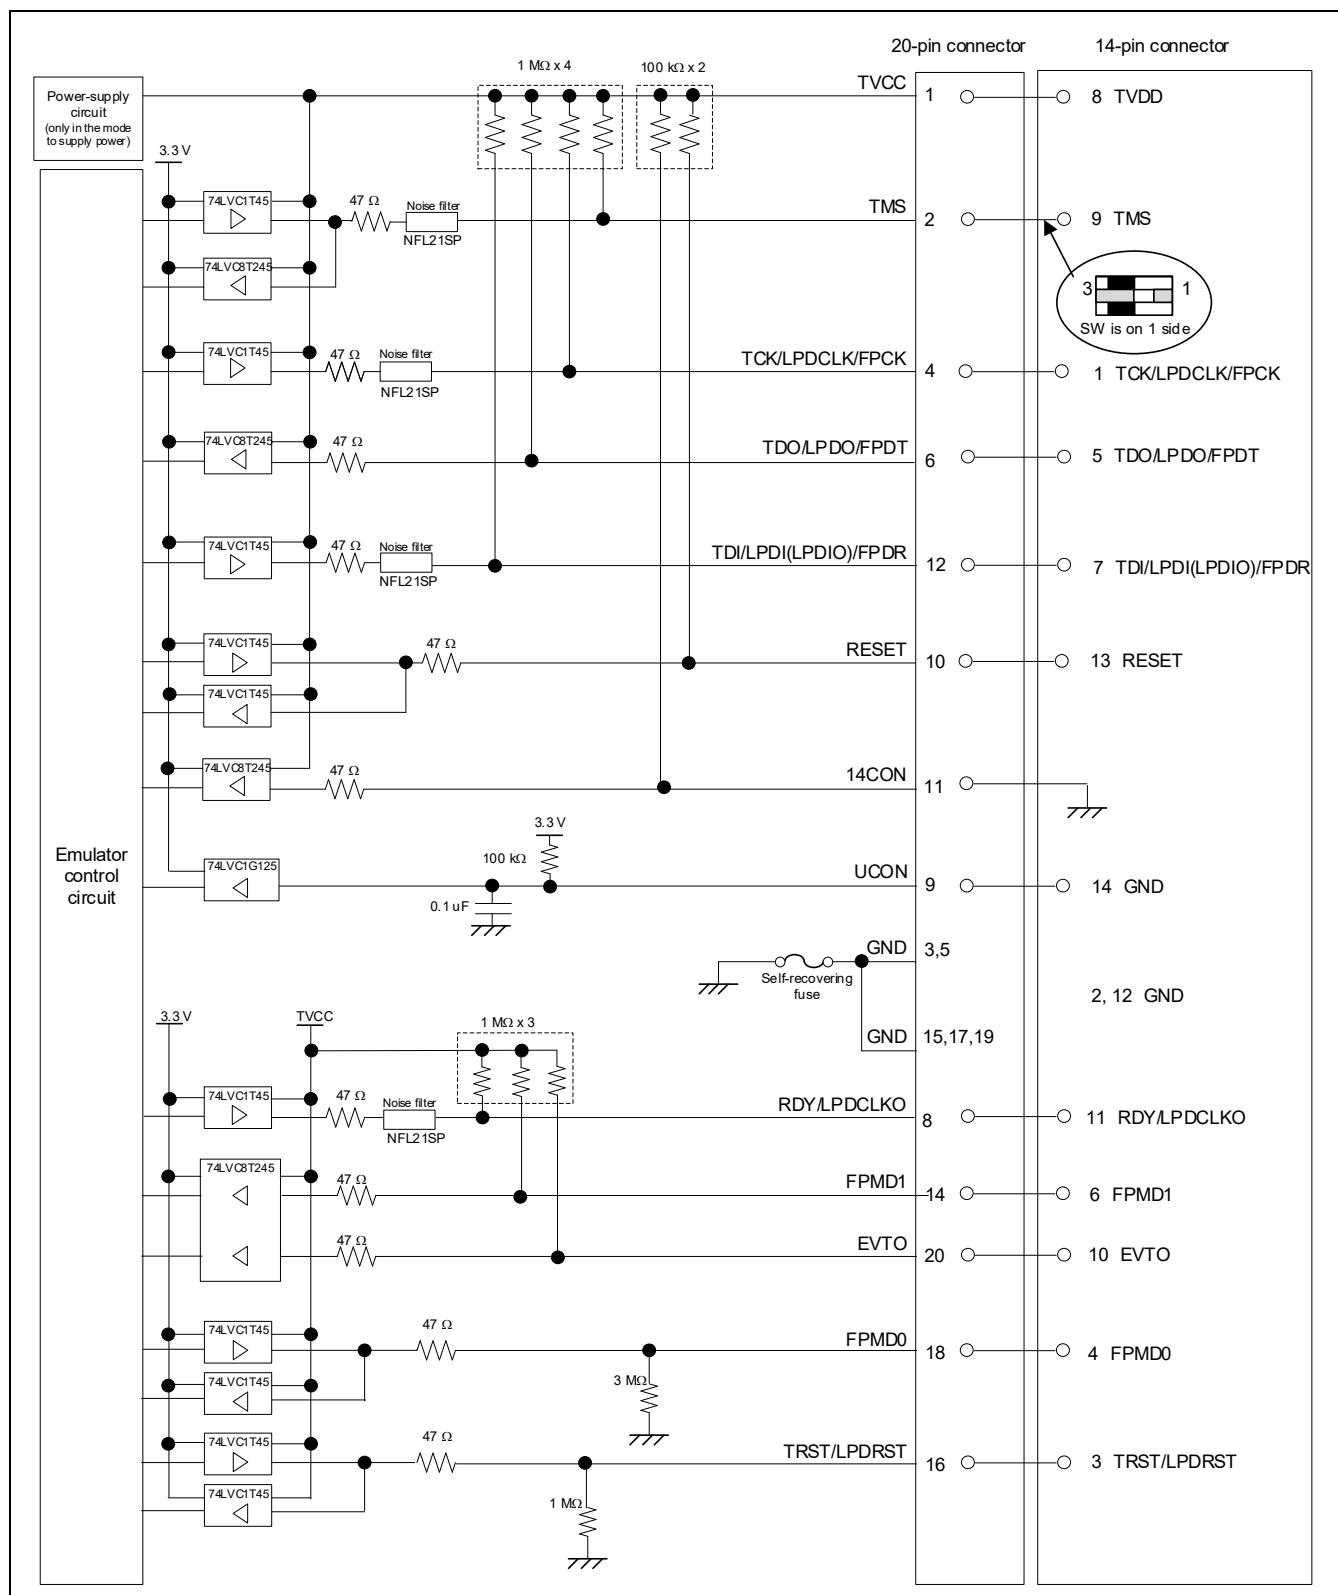 20-pin connector 14-pin connector
1 MΩ x 4 100 kΩ x 2
Power-supply
circuit
(only in the mode
to supply power)
TVCC 1 8 TVDD
3.3 V
74LVC1T45 47 Ω Noise filter NFL21SP TMS 2 9 TMS
74LVC8T245
3 1
SW is on 1 side
74LVC1T45 47 Ω Noise filter NFL21SP TCK/LPDCLK/FPCK 4 1 TCK/LPDCLK/FPCK
74LVC8T245 47 Ω TDO/LPDO/FPDT 6 5 TDO/LPDO/FPDT
74LVC1T45 47 Ω Noise filter NFL21SP TDI/LPDI(LPDIO)/FPDR 12 7 TDI/LPDI(LPDIO)/FPDR
74LVC1T45 47 Ω RESET 10 13 RESET
74LVC1T45
74LVC8T245 47 Ω 14CON 11
3.3 V
Emulator
control
circuit
74LVC1G125 100 kΩ UCON 9 14 GND
0.1 uF
GND 3,5
Self-recovering
fuse
2, 12 GND
GND 15,17,19
3.3 V TVCC 1 MΩ x 3
74LVC1T45 47 Ω Noise filter NFL21SP RDY/LPDCLKO 8 11 RDY/LPDCLKO
74LVC8T245 47 Ω FPMD1 14 6 FPMD1
47 Ω EVTO 20 10 EVTO
74LVC1T45 47 Ω FPMD0 18 4 FPMD0
74LVC1T45 3 MΩ
74LVC1T45 47 Ω TRST/LPDRST 16 3 TRST/LPDRST
74LVC1T45 1 MΩ